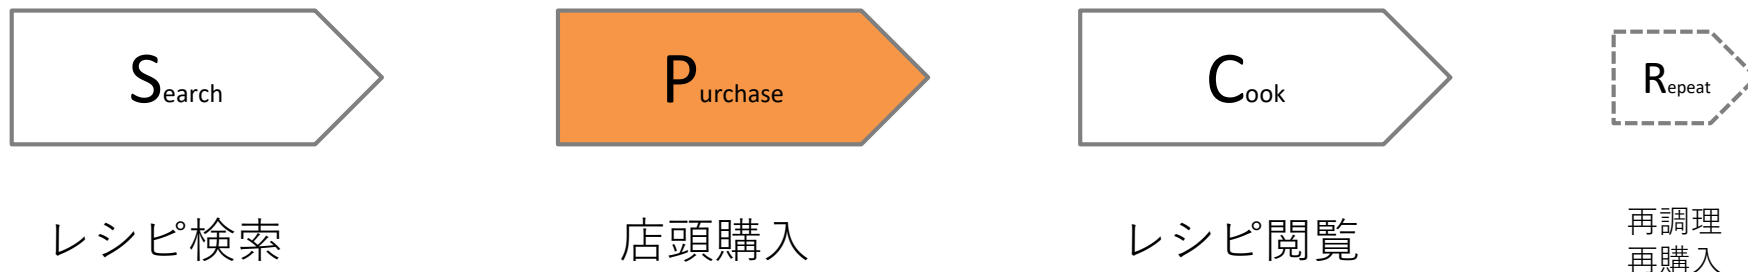 Search
Purchase
Cook
Repeat
レシピ検索
店頭購入
レシピ閲覧
再調理
再購入